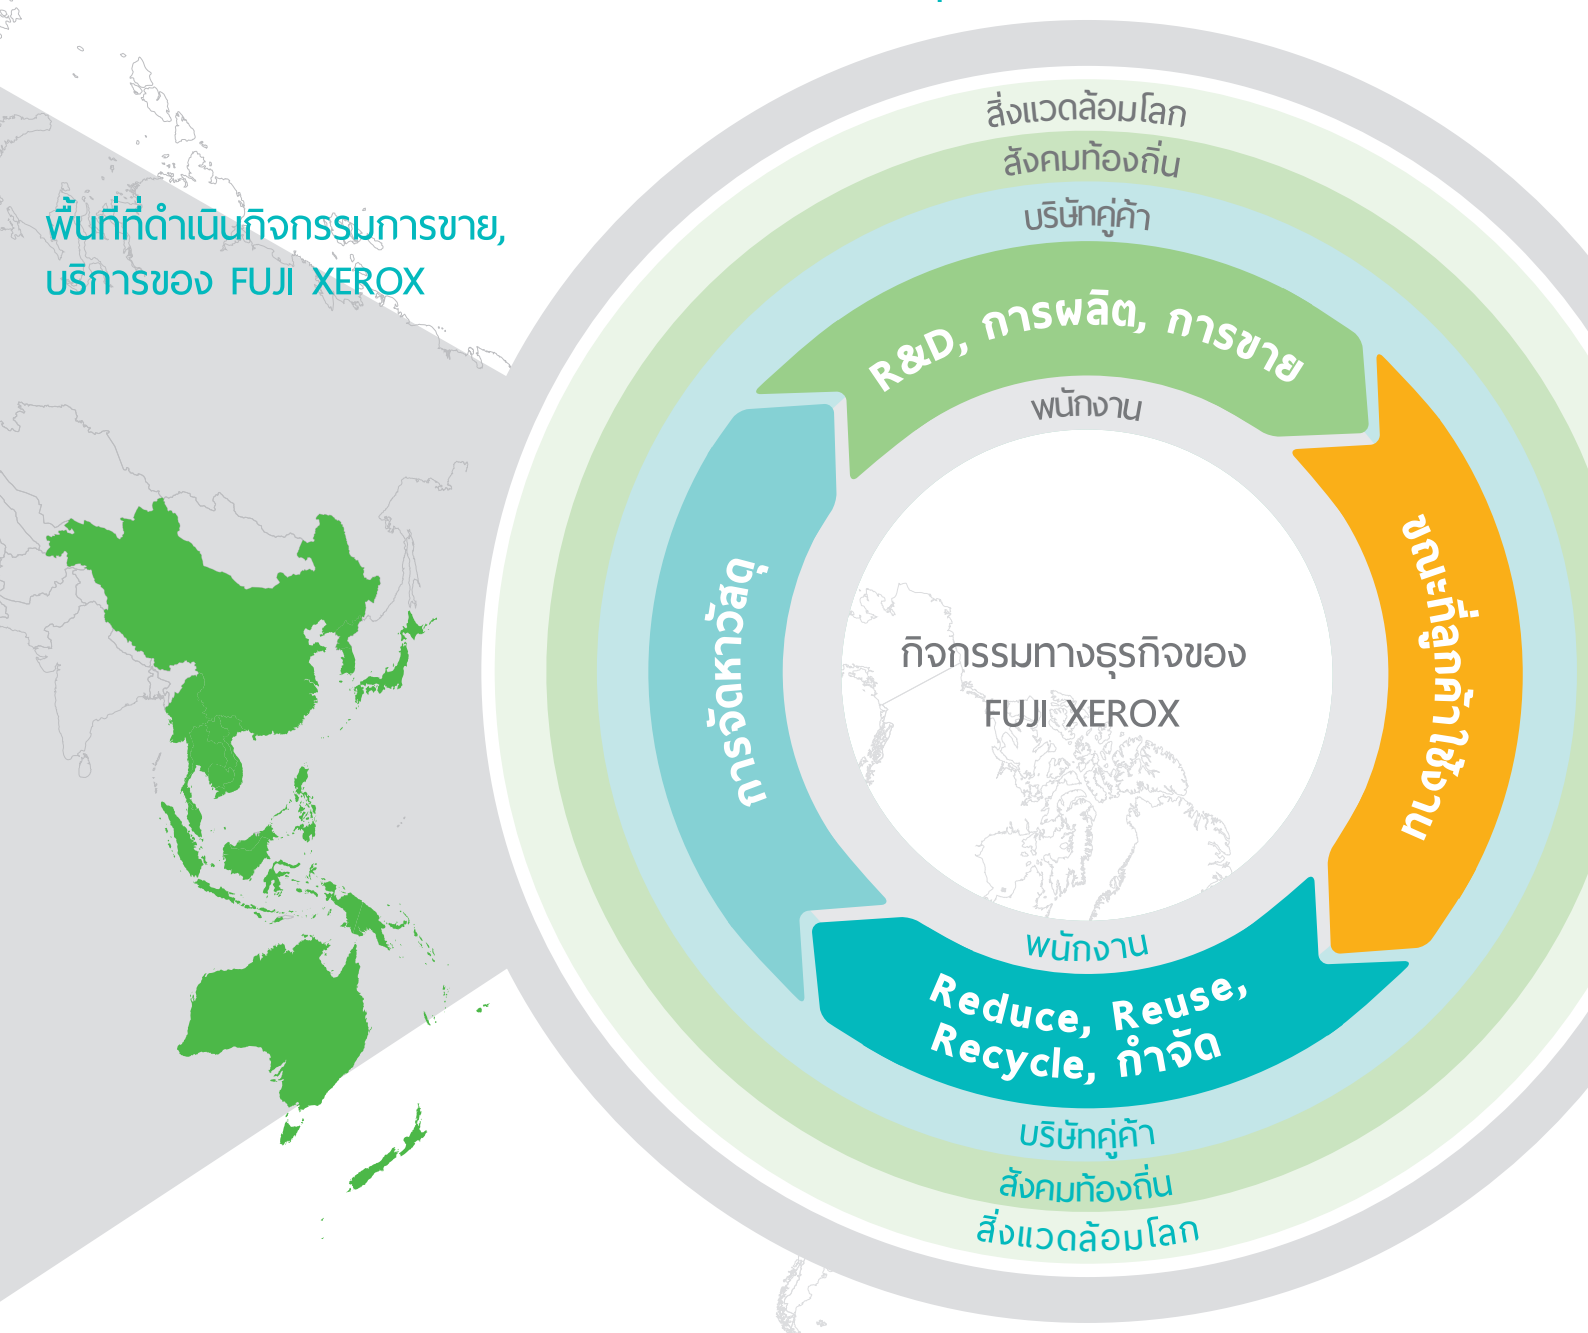 พื้นที่ที่ดำเนินกิจกรรมการขาย,
บริการของ FUJI XEROX
สิ่งแวดล้อมโลก
สังคมท้องถิ่น
บริษัทคู่ค้า
R&D, การผลิต, การขาย
พนักงาน
ขณะที่ลูกค้าใช้งาน
การจัดหาวัสดุ
กิจกรรมทางธุรกิจของ
FUJI XEROX
พนักงาน
Reduce, Reuse,
Recycle, กำจัด
บริษัทคู่ค้า
สังคมท้องถิ่น
สิ่งแวดล้อมโลก